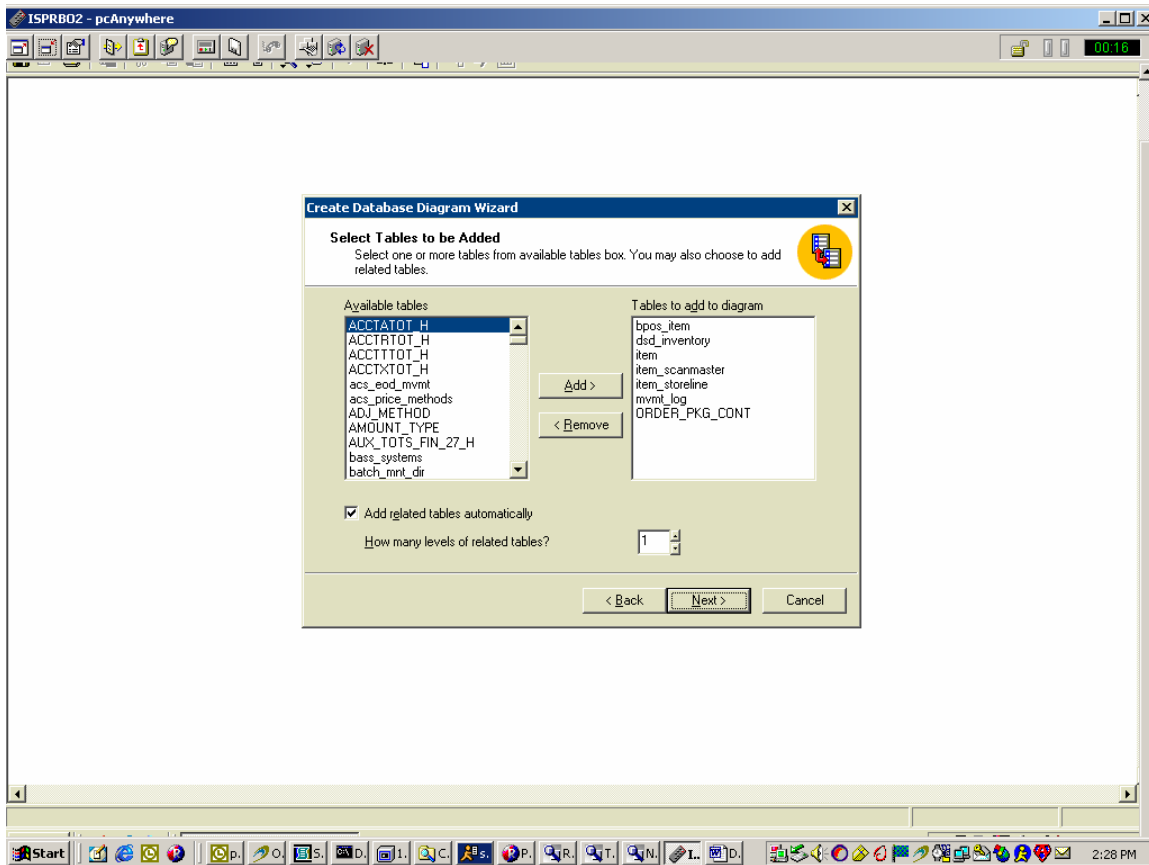 ISPRBO2 - pcAnywhere
00:16
Create Database Diagram Wizard
Select Tables to be Added
Select one or more tables from available tables box. You may also choose to add
related tables.
Available tables
ACCTATOT_H
ACCTRTOT_H
ACCTTTOT_H
ACCTXTOT_H
acs_eod_mvmt
acs_price_methods
ADJ_METHOD
AMOUNT_TYPE
AUX_TOTS_FIN_27_H
bass_systems
batch_mnt_dir
Add >
< Remove
Tables to add to diagram
bpos_item
dsd_inventory
item
item_scanmaster
item_storeline
mvmt_log
ORDER_PKG_CONT
Add related tables automatically
How many levels of related tables?
1
< Back
Next >
Cancel
Start
p.
O.
S.
D.
1.
C.
s.
P.
R.
T.
N.
I..
D.
2:28 PM